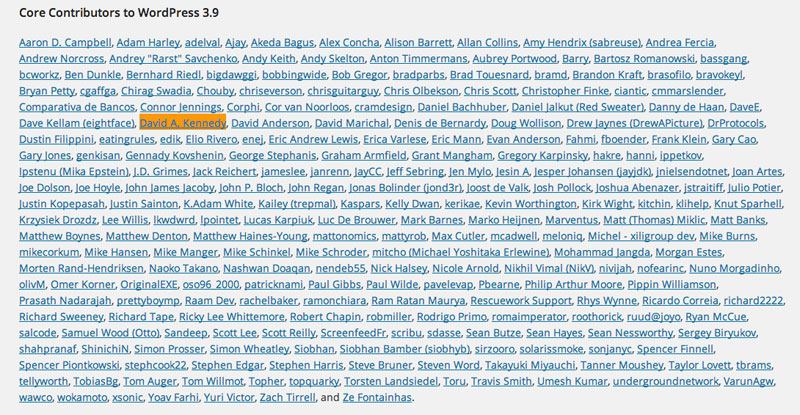 Core Contributors to WordPress 3.9
Aaron D. Campbell, Adam Harley, adelval, Ajay, Akeda Bagus, Alex Concha, Alison Barrett, Allan Collins, Amy Hendrix (sabreuse), Andrea Fercia,
Andrew Norcross, Andrey "Rarst" Savchenko, Andy Keith, Andy Skelton, Anton Timmermans, Aubrey Portwood, Barry, Bartosz Romanowski, bassgang,
bcworkz, Ben Dunkle, Bernhard Riedl, bigdawggi, bobbingwide, Bob Gregor, bradparbs, Brad Touesnard, bramd, Brandon Kraft, brasofilo, bravokeyl,
Bryan Petty, cgaffga, Chirag Swadia, Chouby, chriseverson, chrisguitarguy, Chris Olbekson, Chris Scott, Christopher Finke, ciantic, cmmarslender,
Comparativa de Bancos, Connor Jennings, Corphi, Cor van Noorloos, cramdesign, Daniel Bachhuber, Daniel Jalkut (Red Sweater), Danny de Haan, DaveE,
Dave Kellam (eightface), David A. Kennedy, David Anderson, David Marichal, Denis de Bernardy, Doug Wollison, Drew Jaynes (DrewAPicture), DrProtocols,
Dustin Filippini, eatingrules, edik, Elio Rivero, enej, Eric Andrew Lewis, Erica Varlese, Eric Mann, Evan Anderson, Fahmi, fboender, Frank Klein, Gary Cao,
Gary Jones, genkisan, Gennady Kovshenin, George Stephanis, Graham Armfield, Grant Mangham, Gregory Karpinsky, hakre, hanni, ippetkov,
Ipstenu (Mika Epstein), J.D. Grimes, Jack Reichert, jameslee, janrenn, JayCC, Jeff Sebring, Jen Mylo, Jesin A, Jesper Johansen (jayjdk), jnielsendotnet, Joan Artes,
Joe Dolson, Joe Hoyle, John James Jacoby, John P. Bloch, John Regan, Jonas Bolinder (jond3r), Joost de Valk, Josh Pollock, Joshua Abenazer, jstraitiff, Julio Potier,
Justin Kopepasah, Justin Sainton, K.Adam White, Kailey (trepmal), Kaspars, Kelly Dwan, kerikae, Kevin Worthington, Kirk Wight, kitchin, klihelp, Knut Sparhell,
Krzysiek Drozdz, Lee Willis, lkwdwrd, lpointet, Lucas Karpiuk, Luc De Brouwer, Mark Barnes, Marko Heijnen, Marventus, Matt (Thomas) Miklic, Matt Banks,
Matthew Boynes, Matthew Denton, Matthew Haines-Young, mattonomics, mattyrob, Max Cutler, mcadwell, meloniq, Michel - xiligroup dev, Mike Burns,
mikecorkum, Mike Hansen, Mike Manger, Mike Schinkel, Mike Schroder, mitcho (Michael Yoshitaka Erlewine), Mohammad Jangda, Morgan Estes,
Morten Rand-Hendriksen, Naoko Takano, Nashwan Doaqan, nendeb55, Nick Halsey, Nicole Arnold, Nikhil Vimal (NikV), nivijah, nofearinc, Nuno Morgadinho,
olivM, Omer Korner, OriginalEXE, oso96_2000, patricknami, Paul Gibbs, Paul Wilde, pavelevap, Pbearne, Philip Arthur Moore, Pippin Williamson,
Prasath Nadarajah, prettyboymp, Raam Dev, rachelbaker, ramonchiara, Ram Ratan Maurya, Rescuework Support, Rhys Wynne, Ricardo Correia, richard2222,
Richard Sweeney, Richard Tape, Ricky Lee Whittemore, Robert Chapin, robmiller, Rodrigo Primo, romaimperator, roothorick, ruud@joyo, Ryan McCue,
salcode, Samuel Wood (Otto), Sandeep, Scott Lee, Scott Reilly, ScreenfeedFr, scribu, sdasse, Sean Butze, Sean Hayes, Sean Nessworthy, Sergey Biryukov,
shahpranaf, ShinichiN, Simon Prosser, Simon Wheatley, Siobhan, Siobhan Bamber (siobhyb), sirzooro, solarissmoke, sonjanyc, Spencer Finnell,
Spencer Piontkowski, stephcook22, Stephen Edgar, Stephen Harris, Steve Bruner, Steven Word, Takayuki Miyauchi, Tanner Moushey, Taylor Lovett, tbrams,
tellyworth, TobiasBg, Tom Auger, Tom Willmot, Topher, topquarky, Torsten Landsiedel, Toru, Travis Smith, Umesh Kumar, undergroundnetwork, VarunAgw,
wawco, wokamoto, xsonic, Yoav Farhi, Yuri Victor, Zach Tirrell, and Ze Fontainhas.